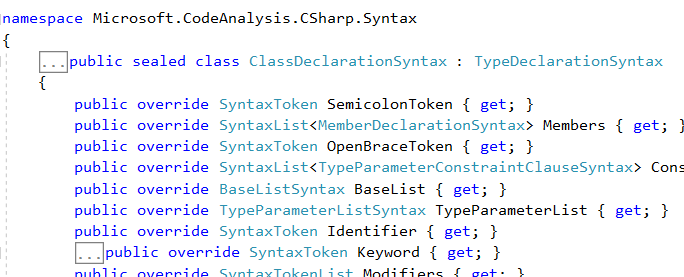 namespace Microsoft.CodeAnalysis.CSharp.Syntax
{
...public sealed class ClassDeclarationSyntax : TypeDeclarationSyntax
{
public override SyntaxToken SemicolonToken { get; }
public override SyntaxList<MemberDeclarationSyntax> Members { get; }
public override SyntaxToken OpenBraceToken { get; }
public override SyntaxList<TypeParameterConstraintClauseSyntax> Cons
public override BaseListSyntax BaseList { get; }
public override TypeParameterListSyntax TypeParameterList { get; }
public override SyntaxToken Identifier { get; }
...public override SyntaxToken Keyword { get; }
public override SyntaxTokenList Modifiers { get; }